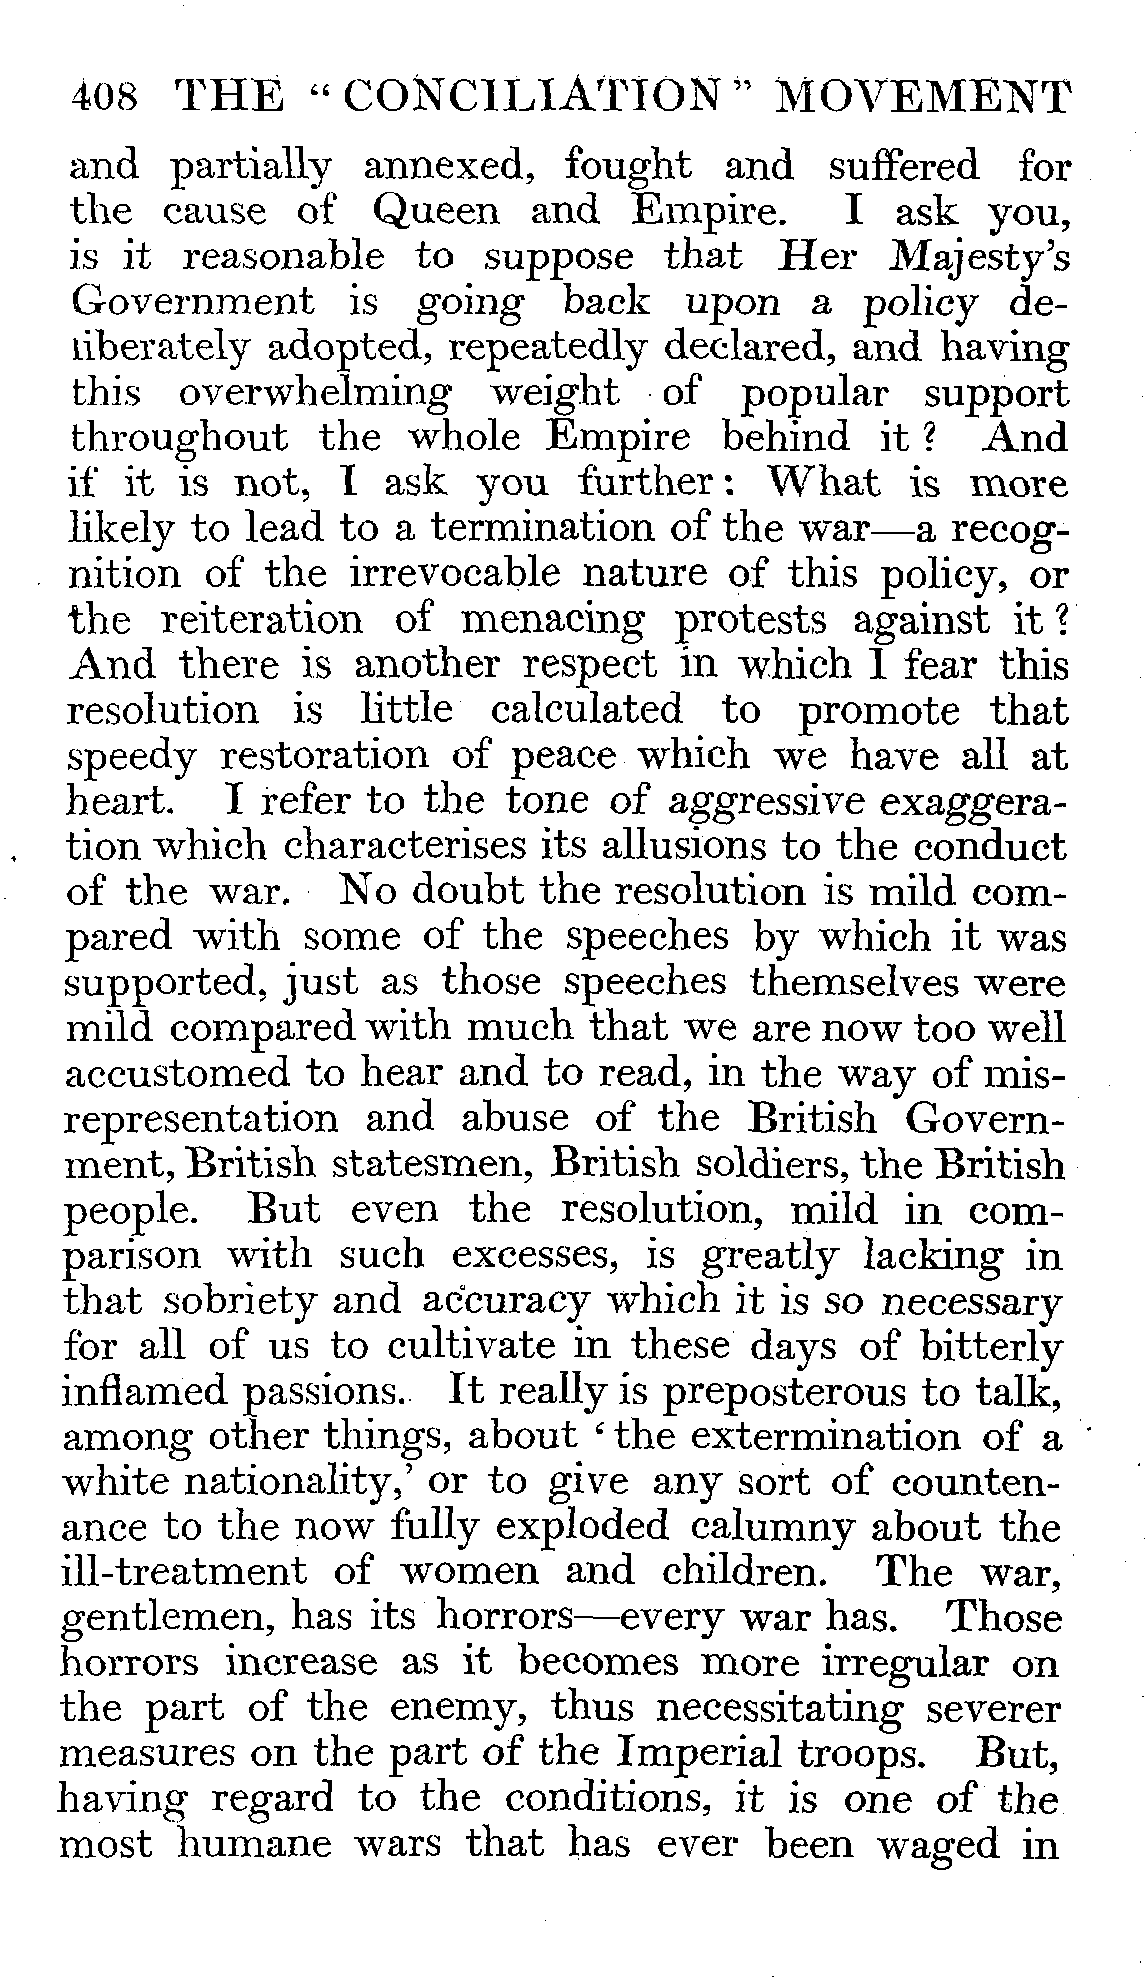 408 THE “ CONCILIATION ” MOVEMENT
and partially annexed, fought and suffered for
the cause of Queen and Empire. I ask you,
is it reasonable to suppose that Her Majesty's
Government is going back upon a policy de-
liberately adopted, repeatedly declared, and having
this overwhelming weight of popular support
throughout the whole Empire behind it ? And
if it is not, I ask you further : What is more
likely to lead to a termination of the war—a recog-
nition of the irrevocable nature of this policy, or
the reiteration of menacing protests against it ?
And there is another respect in which I fear this
resolution is little calculated to promote that
speedy restoration of peace which we have all at
heart. I refer to the tone of aggressive exaggera-
tion which characterises its allusions to the conduct
of the war. No doubt the resolution is mild com-
pared with some of the speeches by which it was
supported, just as those speeches themselves were
mild compared with much that we are now too well
accustomed to hear and to read, in the way of mis-
representation and abuse of the British Govern-
ment, British statesmen, British soldiers, the British
people. But even the resolution, mild in com-
parison with such excesses, is greatly lacking in
that sobriety and accuracy which it is so necessary
for all of us to cultivate in these days of bitterly
inflamed passions. It really is preposterous to talk,
among other things, about ‘ the extermination of a
white nationality,’ or to give any sort of counten-
ance to the now fully exploded calumny about the
ill-treatment of women and children. The war,
gentlemen, has its horrors—every war has. Those
horrors increase as it becomes more irregular on
the part of the enemy, thus necessitating severer
measures on the part of the Imperial troops. But,
having regard to the conditions, it is one of the
most humane wars that has ever been waged in